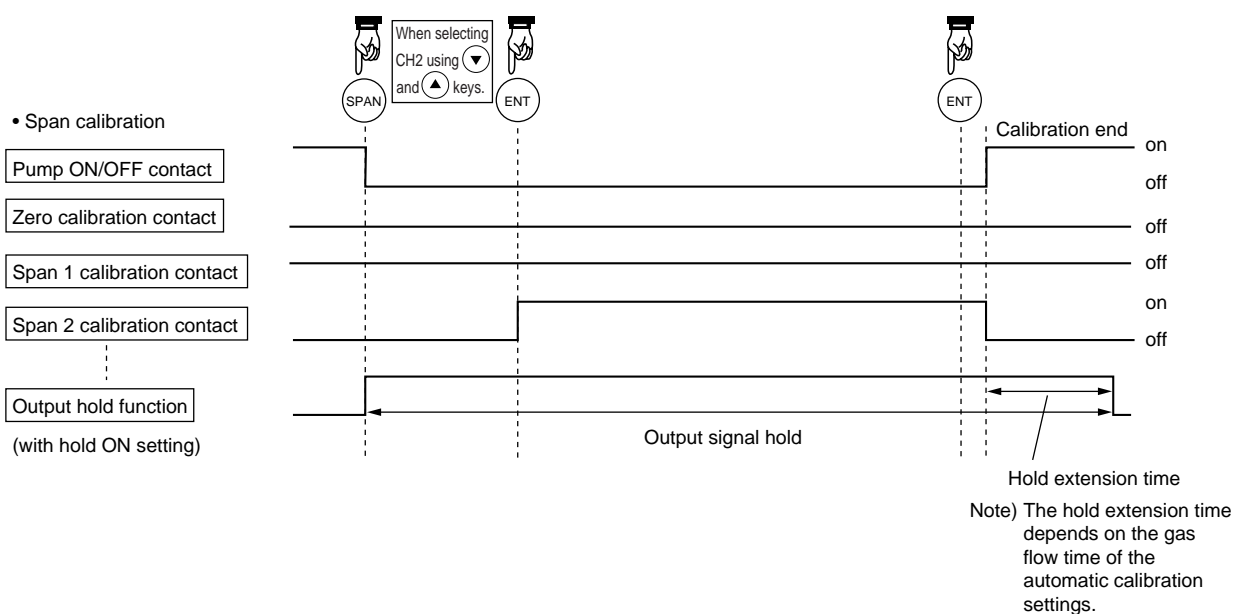 When selecting
CH2 using ▼
and ▲ keys.
SPAN
ENT
ENT
• Span calibration
Calibration end
Pump ON/OFF contact
on
off
Zero calibration contact
off
Span 1 calibration contact
off
Span 2 calibration contact
on
off
Output hold function
(with hold ON setting)
Output signal hold
Hold extension time
Note) The hold extension time
depends on the gas
flow time of the
automatic calibration
settings.